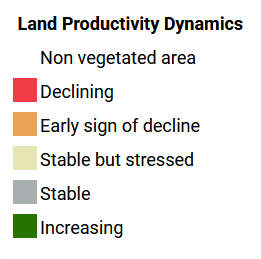 Land Productivity Dynamics
Non vegetated area
Declining
Early sign of decline
Stable but stressed
Stable
Increasing